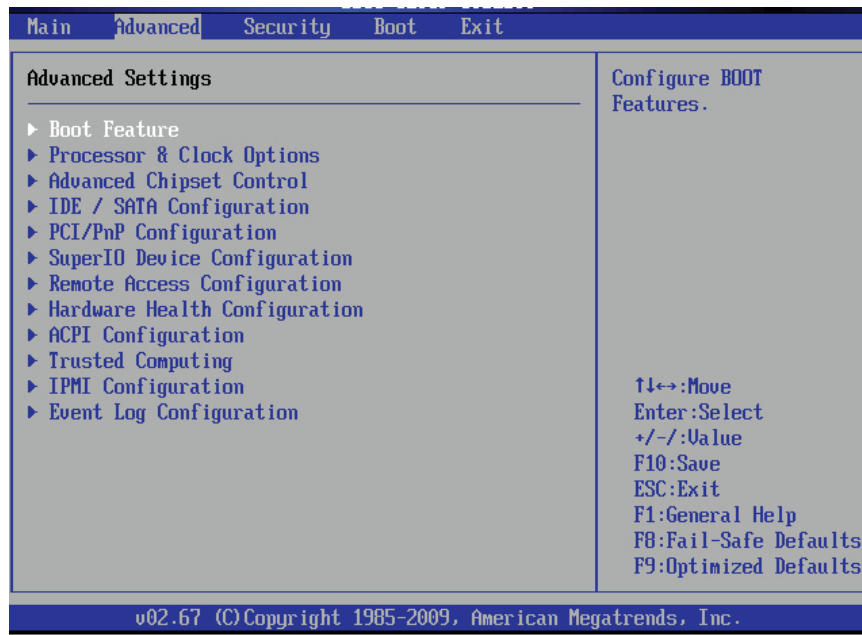 Main Advanced Security Boot Exit
Advanced Settings
▶ Boot Feature
▶ Processor & Clock Options
▶ Advanced Chipset Control
▶ IDE / SATA Configuration
▶ PCI/PnP Configuration
▶ SuperIO Device Configuration
▶ Remote Access Configuration
▶ Hardware Health Configuration
▶ ACPI Configuration
▶ Trusted Computing
▶ IPMI Configuration
▶ Event Log Configuration
Configure BOOT
Features.
↑↓←→:Move
Enter:Select
+/-/:Value
F10:Save
ESC:Exit
F1:General Help
F8:Fail-Safe Defaults
F9:Optimized Defaults
v02.67 (C)Copyright 1985-2009, American Megatrends, Inc.